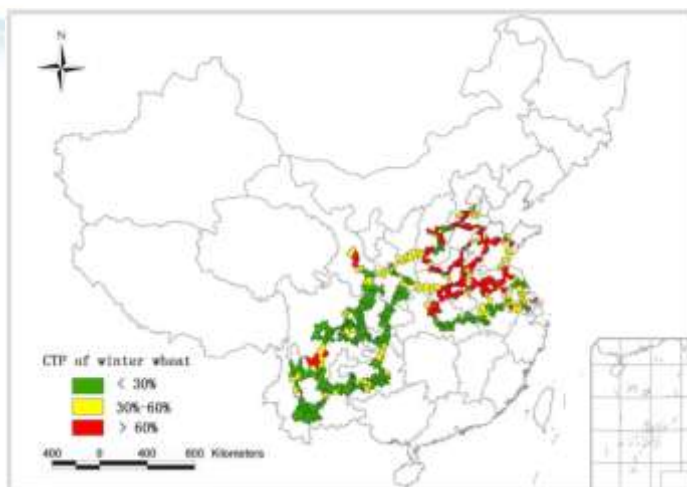 N
CTP of winter wheat
< 30%
30%-60%
> 60%
400 0 400 800 Kilometers